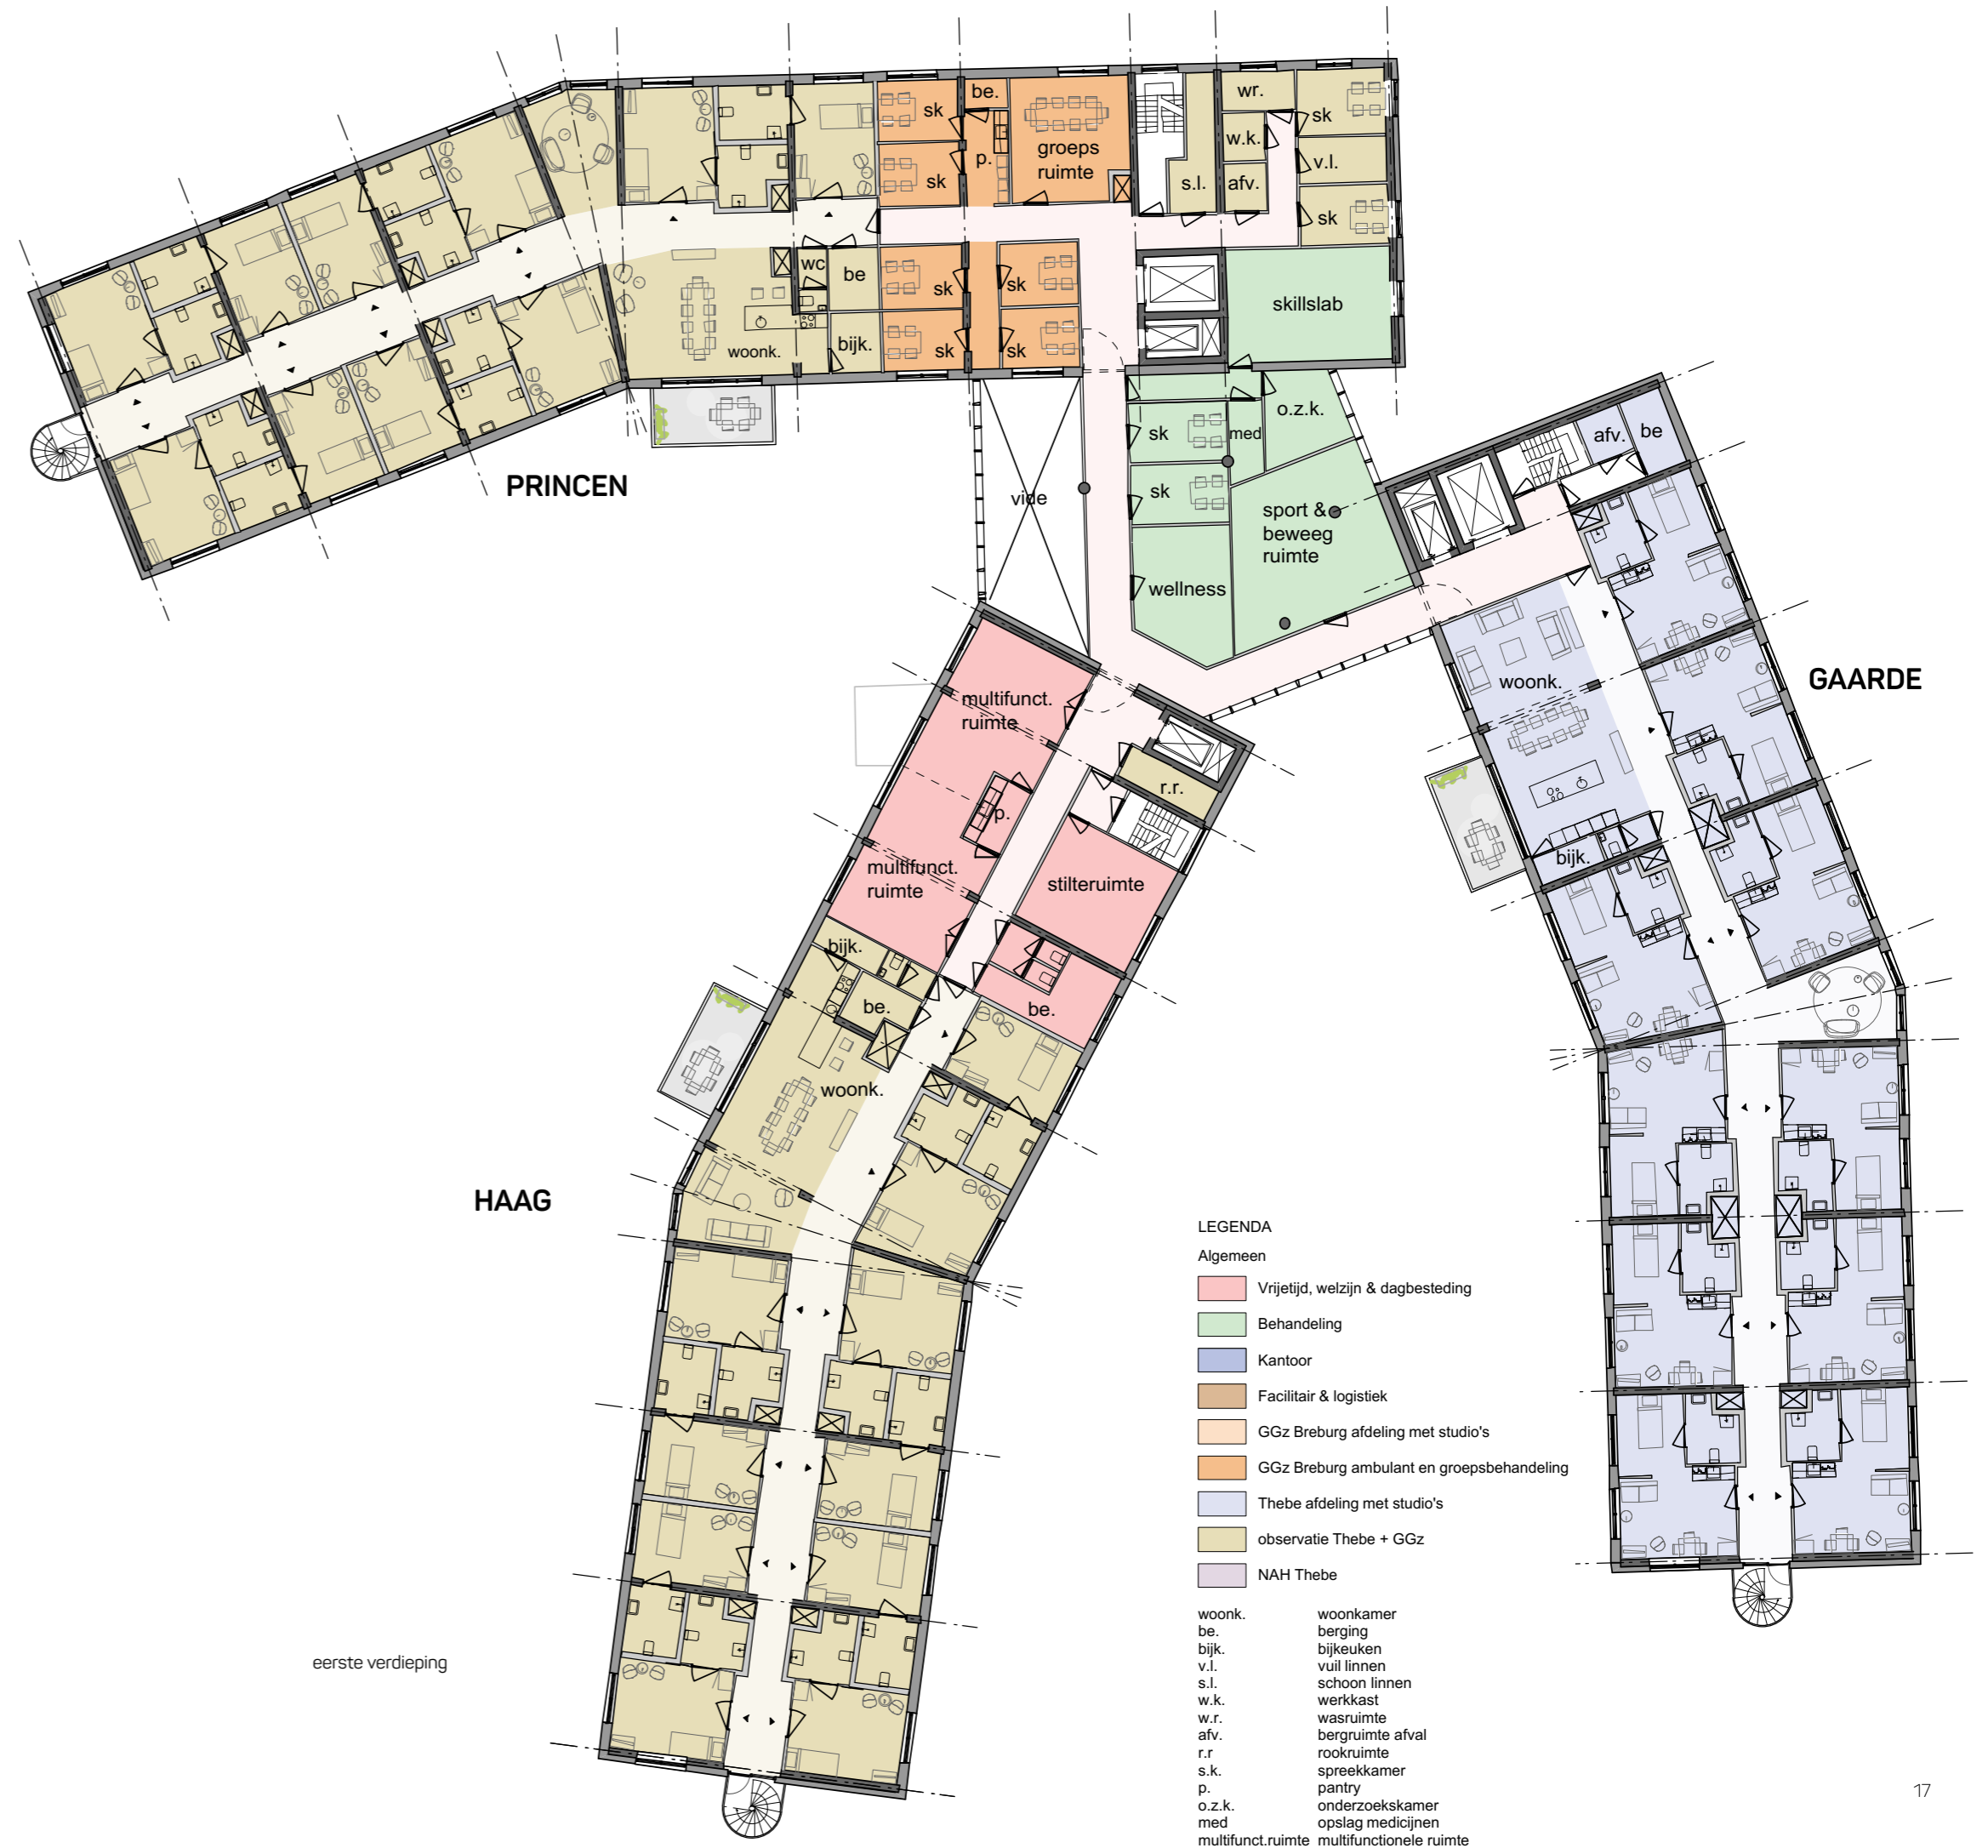 be.
wr.
sk
sk
groeps
ruimte
p.
w.k.
v.l.
sk
s.l.
afv.
sk
wc
be
sk
sk
skillslab
woonk.
bijk.
sk
sk
o.z.k.
sk
med
afv.
be
PRINCEN
vide
sk
sport &
beweeg
ruimte
wellness
GAARDE
woonk.
multifunct.
ruimte
r.r.
p.
multifunct.
ruimte
stilteruimte
bijk.
bijk.
be.
be.
woonk.
HAAG
LEGENDA
Algemeen
Vrijetijd, welzijn & dagbesteding
Behandeling
Kantoor
Facilitair & logistiek
GGz Breburg afdeling met studio's
GGz Breburg ambulant en groepsbehandeling
Thebe afdeling met studio's
observatie Thebe + GGz
NAH Thebe
woonk. woonkamer
be. berging
bijk. bijkeuken
v.l. vuil linnen
s.l. schoon linnen
w.k. werkkast
w.r. wasruimte
afv. bergruimte afval
r.r rookruimte
s.k. spreekkamer
p. pantry
o.z.k. onderzoekskamer
med opslag medicijnen
multifunct.ruimte multifunctionele ruimte
eerste verdieping
17